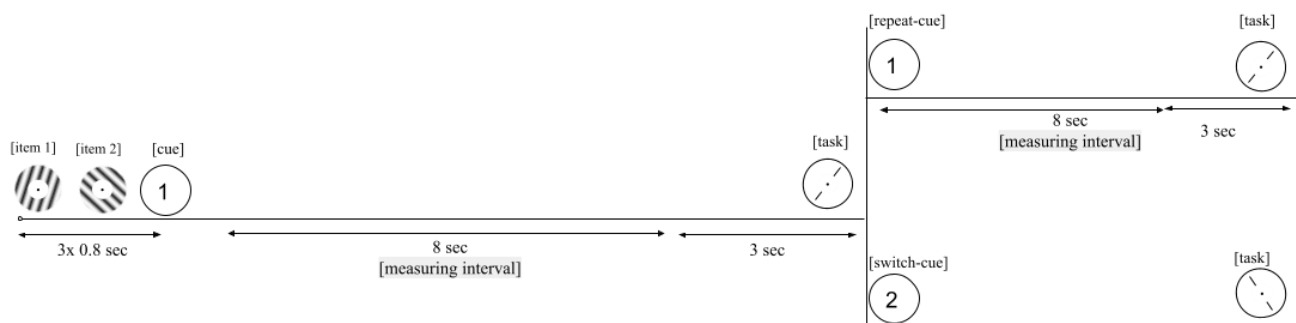 [item 1] [item 2] [cue]
1
3x 0.8 sec
8 sec
[measuring interval]
[task]
3 sec
[repeat-cue]
1
[task]
8 sec
[measuring interval]
3 sec
[switch-cue]
2
[task]